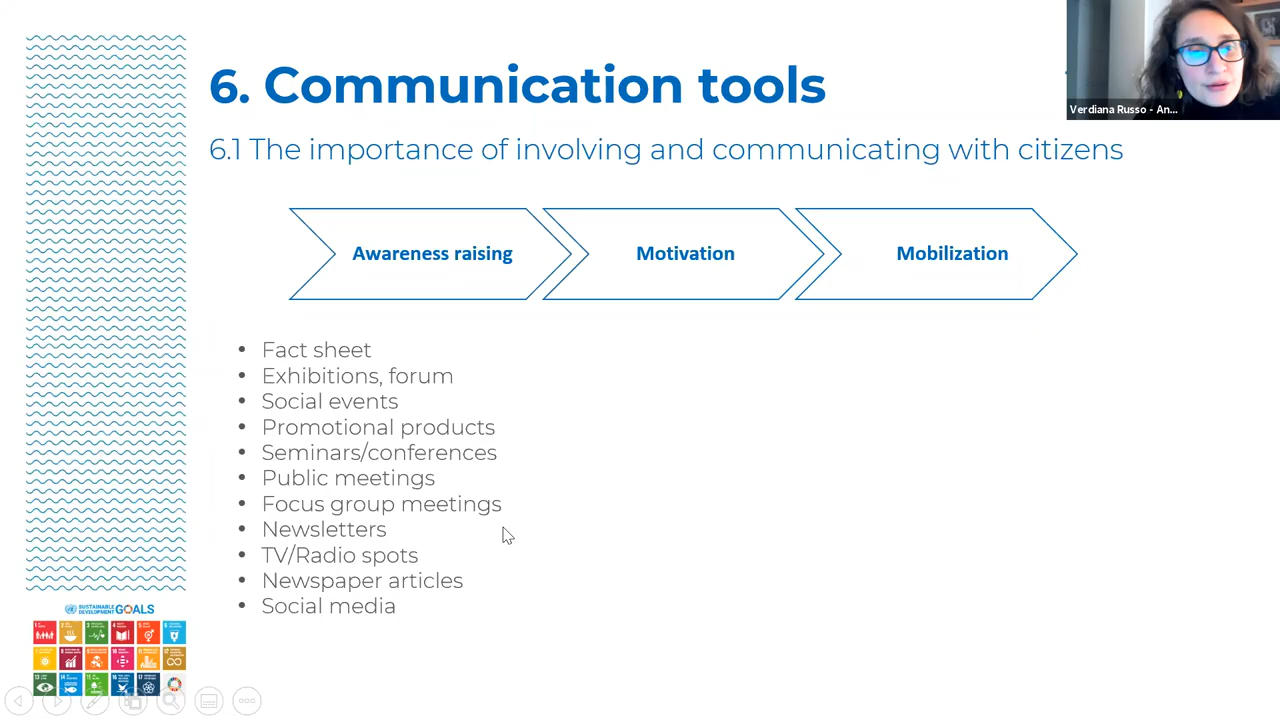 6. Communication tools
Verdiana Russo - An...
6.1 The importance of involving and communicating with citizens
Awareness raising
Motivation
Mobilization
• Fact sheet
• Exhibitions, forum
• Social events
• Promotional products
• Seminars/conferences
• Public meetings
• Focus group meetings
• Newsletters
• TV/Radio spots
• Newspaper articles
• Social media
SUSTAINABLE
DEVELOPMENT GOALS